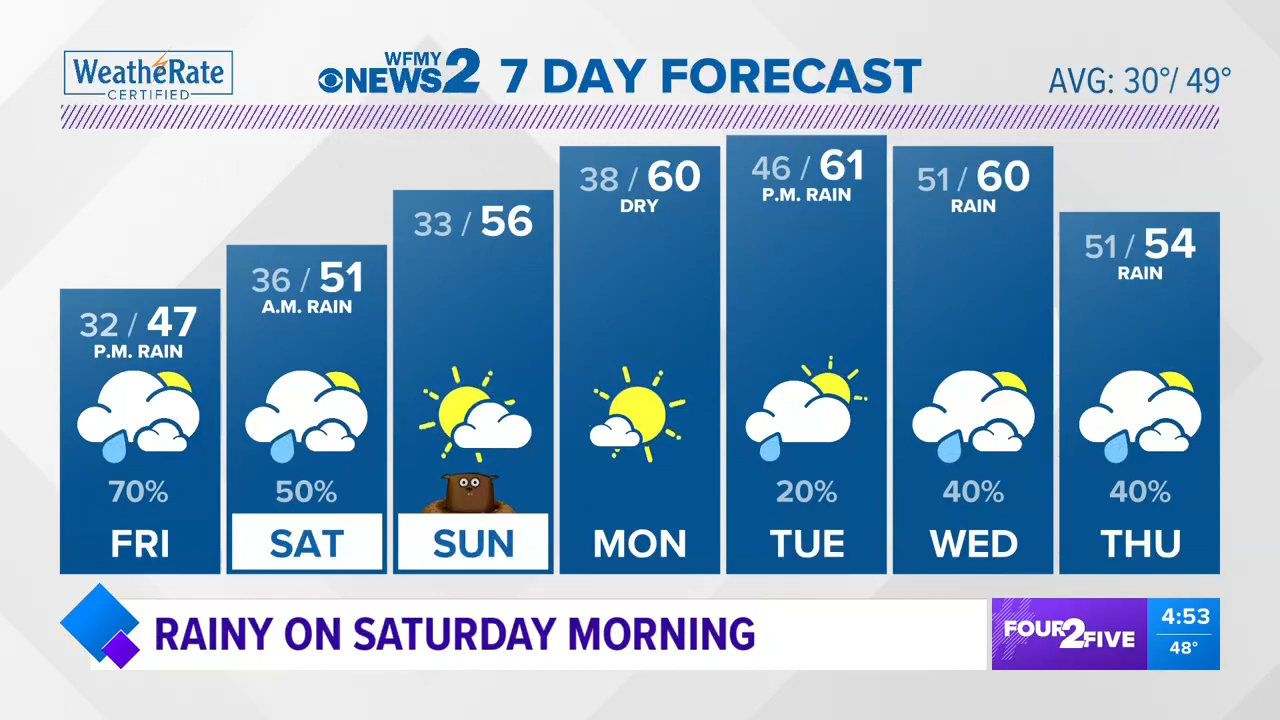 WeatheRate
CERTIFIED
WFMY
NEWS 2
7 DAY FORECAST
AVG: 30°/ 49°
32 / 47
P.M. RAIN
70%
FRI
36 / 51
A.M. RAIN
50%
SAT
33 / 56
SUN
38 / 60
DRY
MON
46 / 61
P.M. RAIN
20%
TUE
51 / 60
RAIN
40%
WED
51 / 54
RAIN
40%
THU
RAINY ON SATURDAY MORNING
FOUR2FIVE
4:53
48°